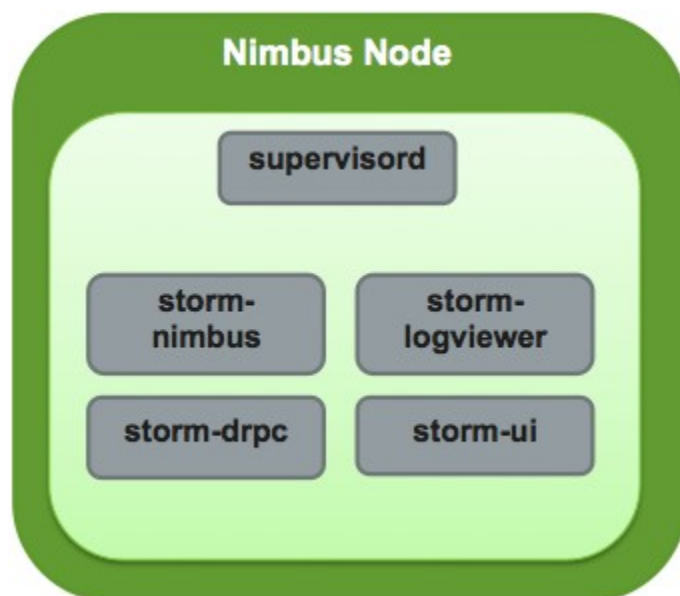 Nimbus Node
supervisord
storm-
nimbus
storm-
logviewer
storm-drpc
storm-ui